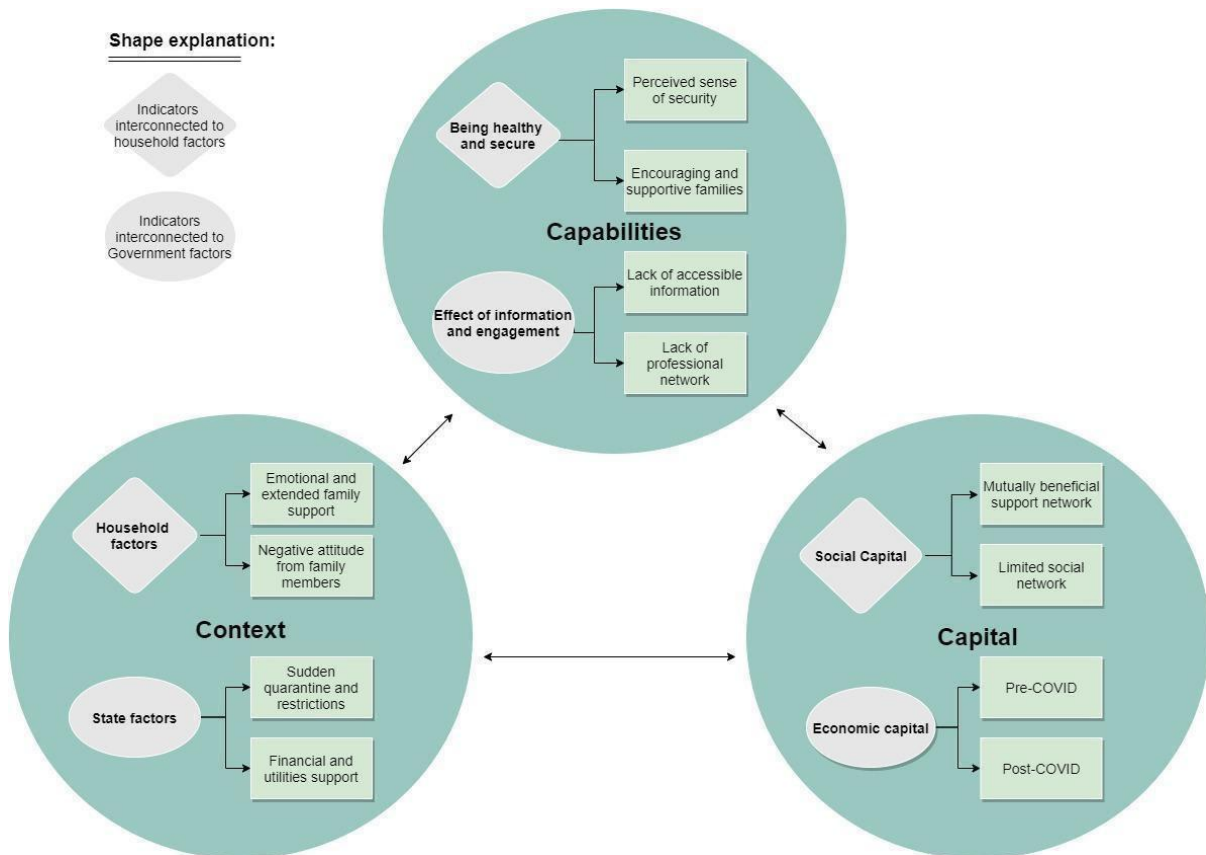 Shape explanation:
Indicators
interconnected to
household factors
Indicators
interconnected to
Government factors
Being healthy
and secure
Perceived sense
of security
Encouraging and
supportive families
Capabilities
Effect of information
and engagement
Lack of accessible
information
Lack of
professional
network
Household
factors
Emotional and
extended family
support
Negative attitude
from family
members
Context
State factors
Sudden
quarantine and
restrictions
Financial and
utilities support
Social Capital
Mutually beneficial
support network
Limited social
network
Capital
Economic capital
Pre-COVID
Post-COVID